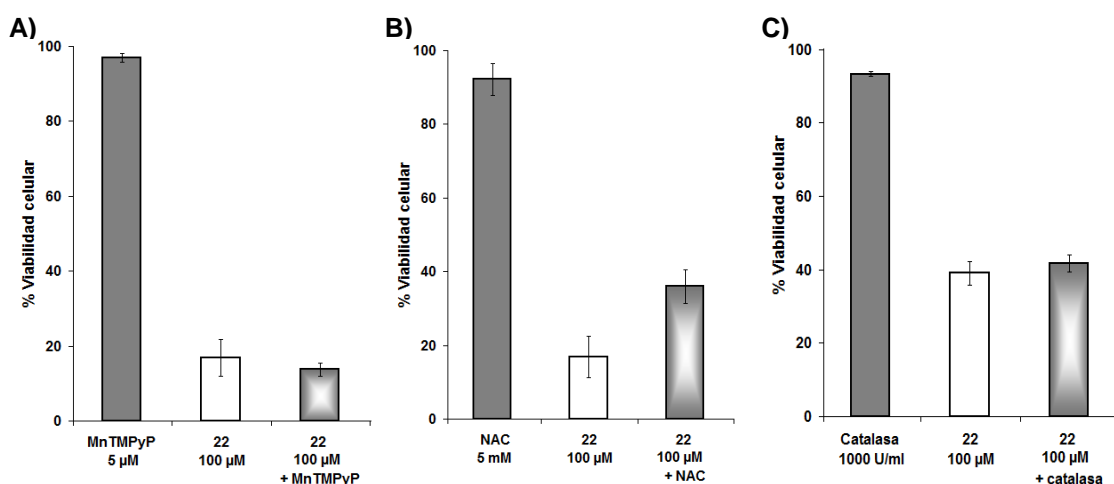 A)
% Viabilidad celular
100
80
60
40
20
0
MnTMPyP
5 µM
22
100 µM
22
100 µM
+ MnTMPyP
B)
% Viabilidad celular
100
80
60
40
20
0
NAC
5 mM
22
100 µM
22
100 µM
+ NAC
C)
% Viabilidad celular
100
80
60
40
20
0
Catalasa
1000 U/ml
22
100 µM
22
100 µM
+ catalasa